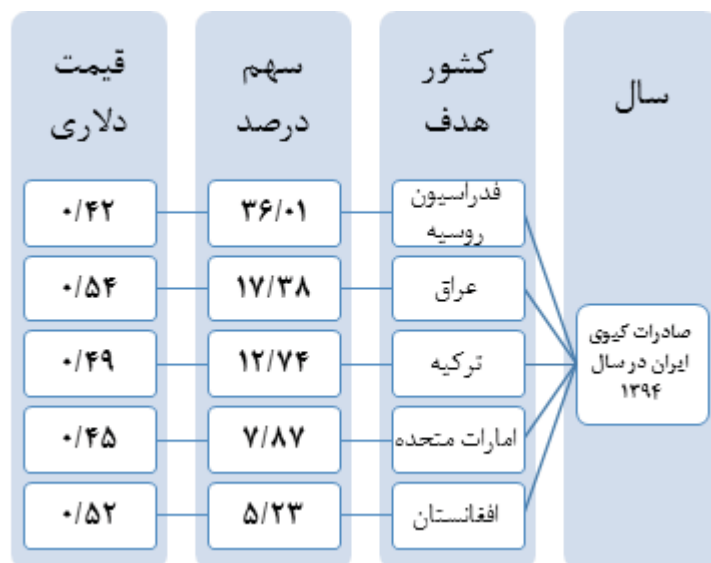 سال
کشور
هدف
سهم
درصد
قیمت
دلاری
صادرات کیوی
ایران در سال
۱۳۹۴
فدراسیون
روسیه
۳۶/۰۱
۰/۴۲
عراق
۱۷/۳۸
۰/۵۴
ترکیه
۱۲/۷۴
۰/۴۹
امارات متحده
۷/۸۷
۰/۴۵
افغانستان
۵/۲۳
۰/۵۲